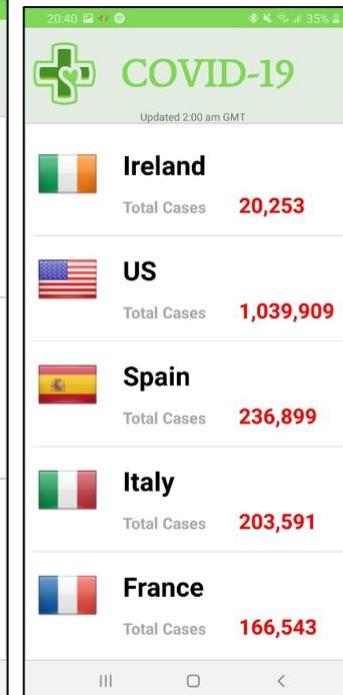 20:40 35%
COVID-19
Updated 2:00 am GMT
Ireland
Total Cases 20,253
US
Total Cases 1,039,909
Spain
Total Cases 236,899
Italy
Total Cases 203,591
France
Total Cases 166,543